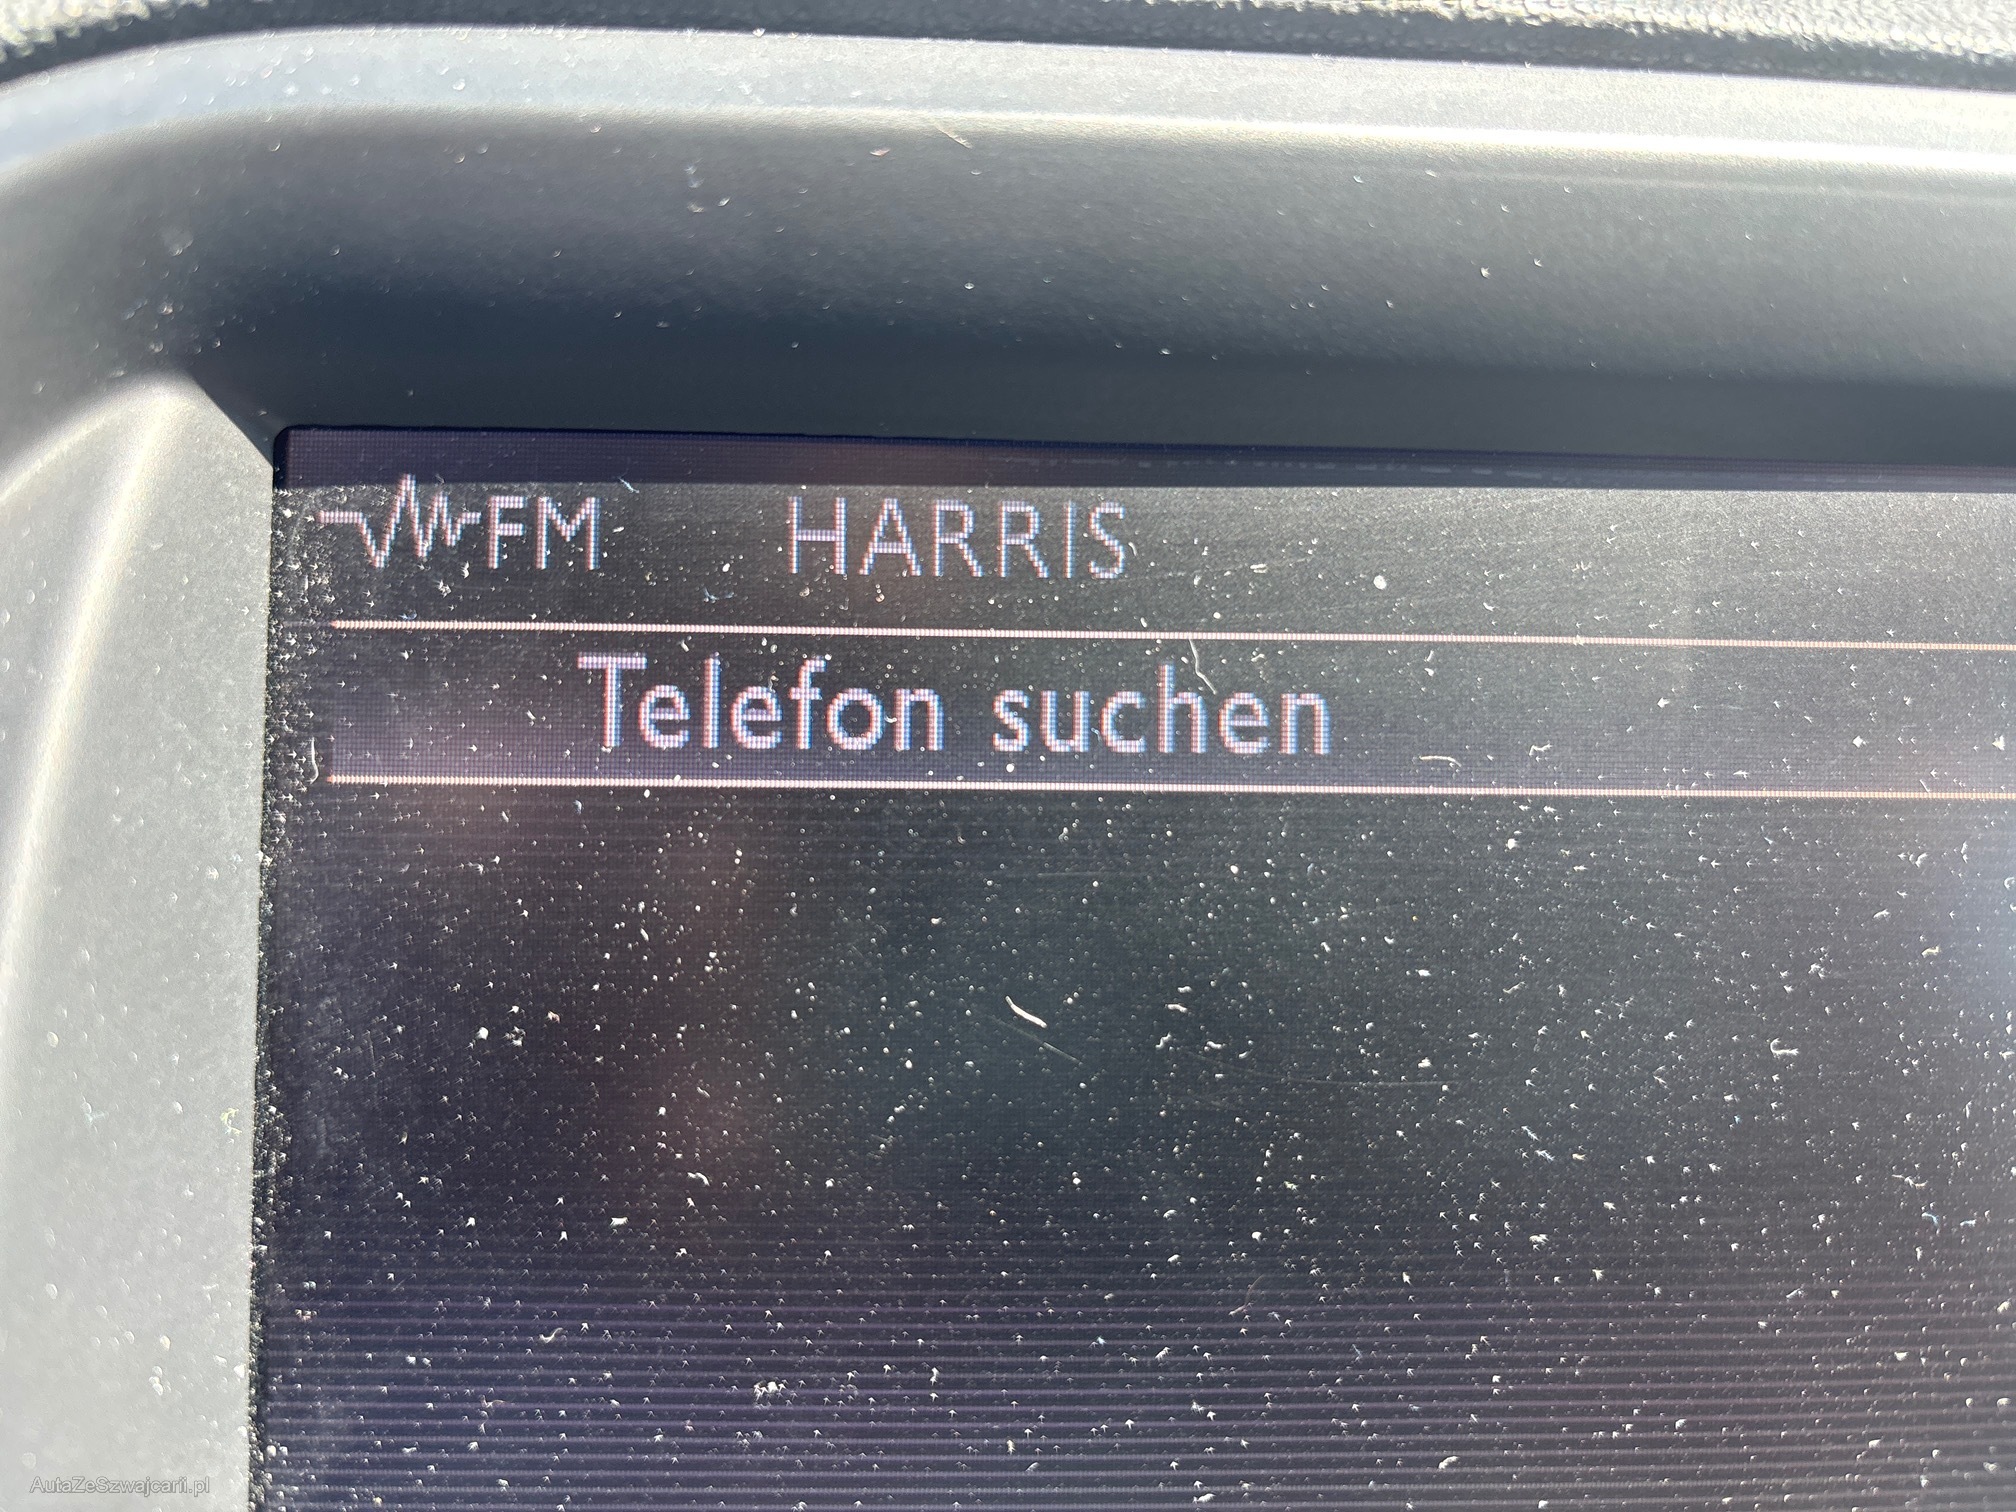 FM HARRIS
Telefon suchen
AutaZeSzwajcarii.pl